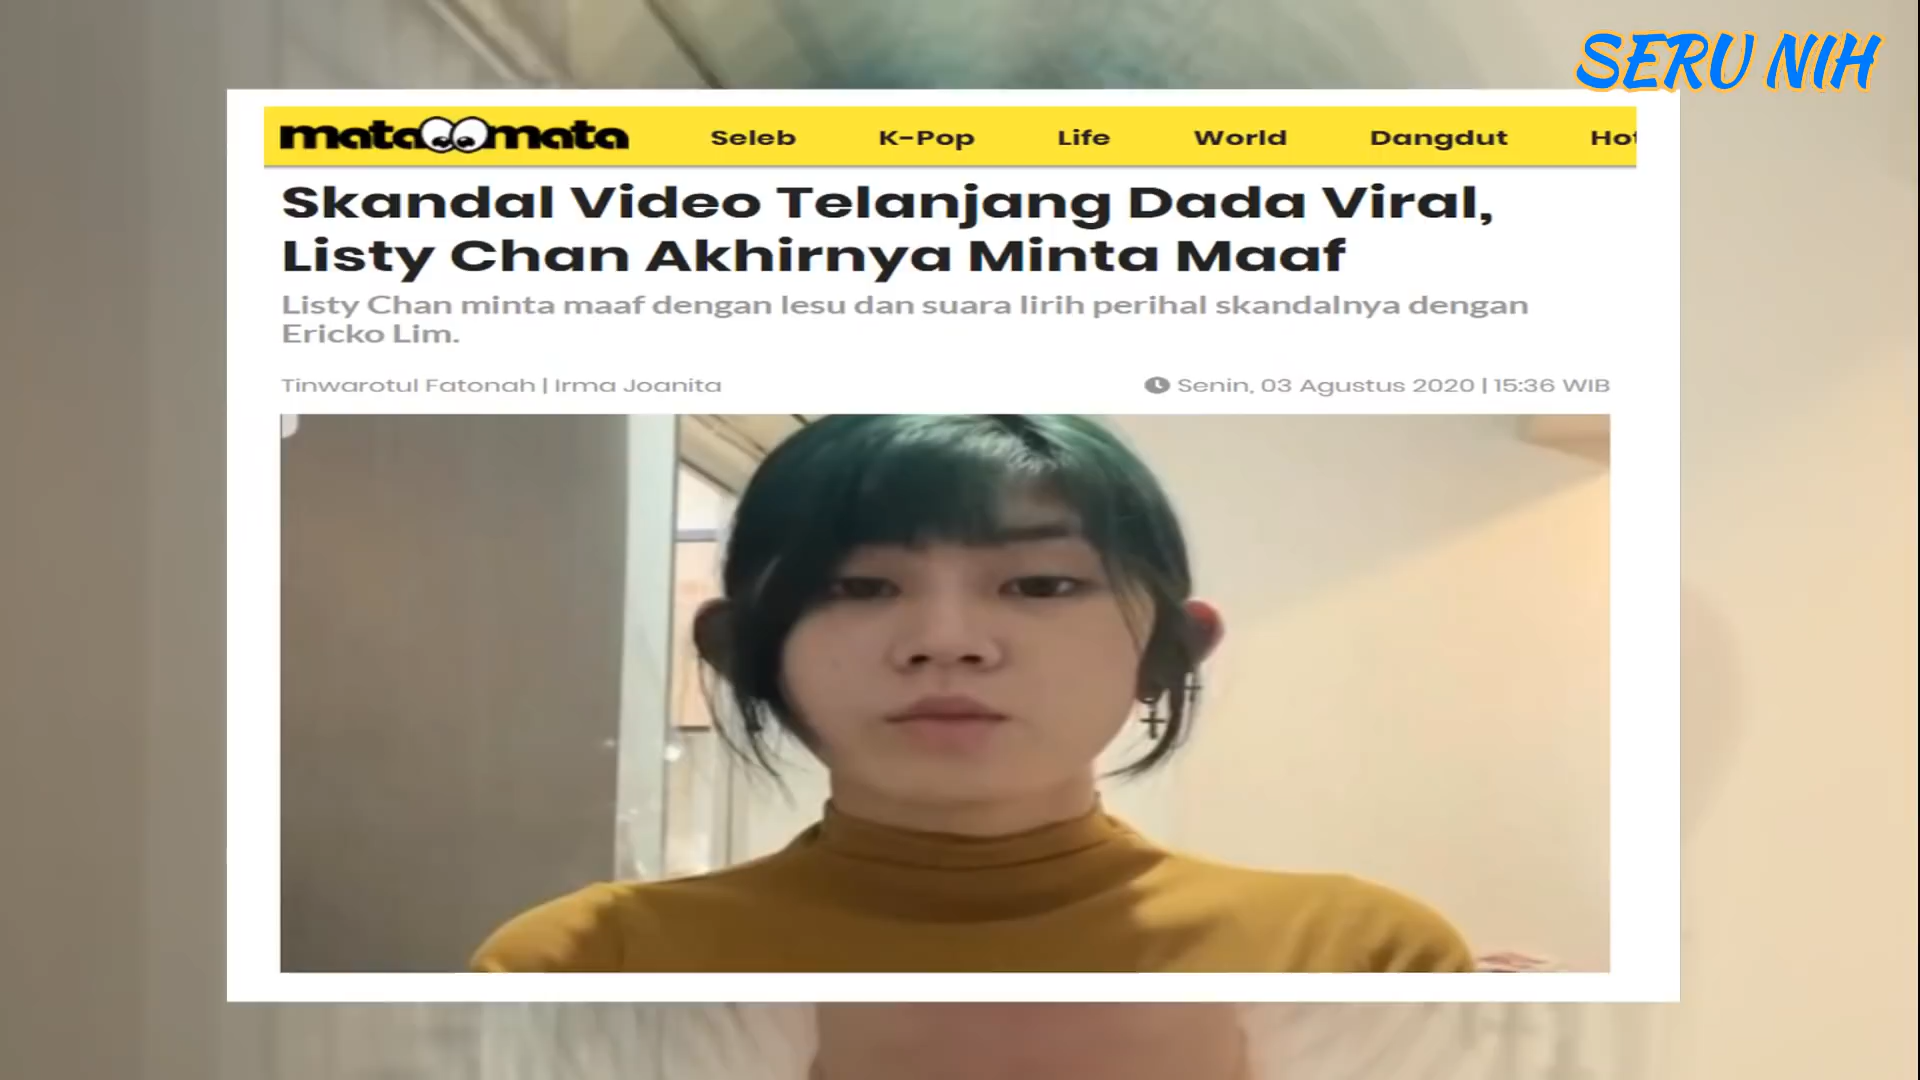 SERU NIH
matamata
Seleb K-Pop Life World Dangdut Hot
Skandal Video Telanjang Dada Viral,
Listy Chan Akhirnya Minta Maaf
Listy Chan minta maaf dengan lesu dan suara lirih perihal skandalnya dengan
Ericko Lim.
Tinwarotul Fatonah | Irma Joanita Senin, 03 Agustus 2020 | 15:36 WIB